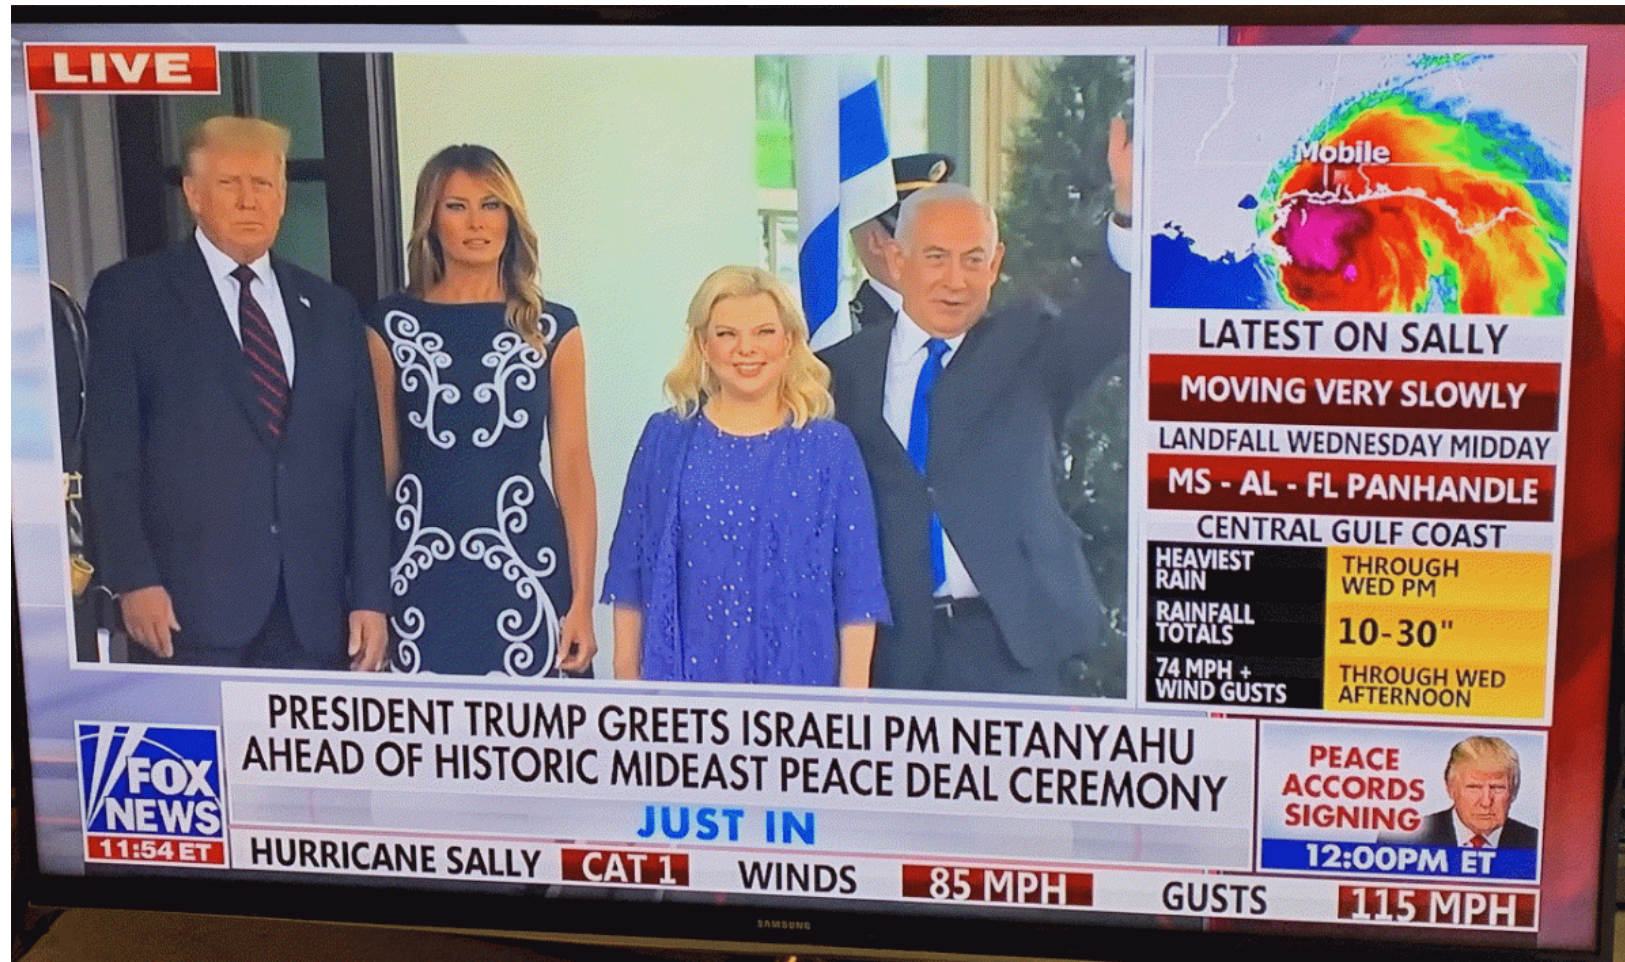 LIVE
Mobile
LATEST ON SALLY
MOVING VERY SLOWLY
LANDFALL WEDNESDAY MIDDAY
MS - AL - FL PANHANDLE
CENTRAL GULF COAST
HEAVIEST
RAIN
THROUGH
WED PM
RAINFALL
TOTALS
10-30"
74 MPH +
WIND GUSTS
THROUGH WED
AFTERNOON
PRESIDENT TRUMP GREETS ISRAELI PM NETANYAHU
AHEAD OF HISTORIC MIDEAST PEACE DEAL CEREMONY
JUST IN
FOX
NEWS
11:54 ET
PEACE
ACCORDS
SIGNING
12:00PM ET
HURRICANE SALLY CAT 1 WINDS 85 MPH GUSTS 115 MPH
SAMSUNG